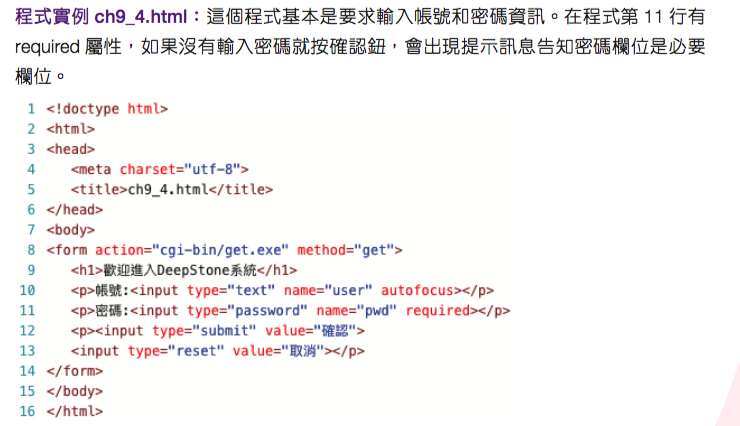 程式實例 ch9_4.html：這個程式基本是要求輸入帳號和密碼資訊。在程式第 11 行有
required 屬性，如果沒有輸入密碼就按確認鈕，會出現提示訊息告知密碼欄位是必要
欄位。
1 <!doctype html>
2 <html>
3 <head>
4    <meta charset="utf-8">
5    <title>ch9_4.html</title>
6 </head>
7 <body>
8 <form action="cgi-bin/get.exe" method="get">
9    <h1>歡迎進入DeepStone系統</h1>
10    <p>帳號:<input type="text" name="user" autofocus></p>
11    <p>密碼:<input type="password" name="pwd" required></p>
12    <p><input type="submit" value="確認">
13    <input type="reset" value="取消"></p>
14 </form>
15 </body>
16 </html>